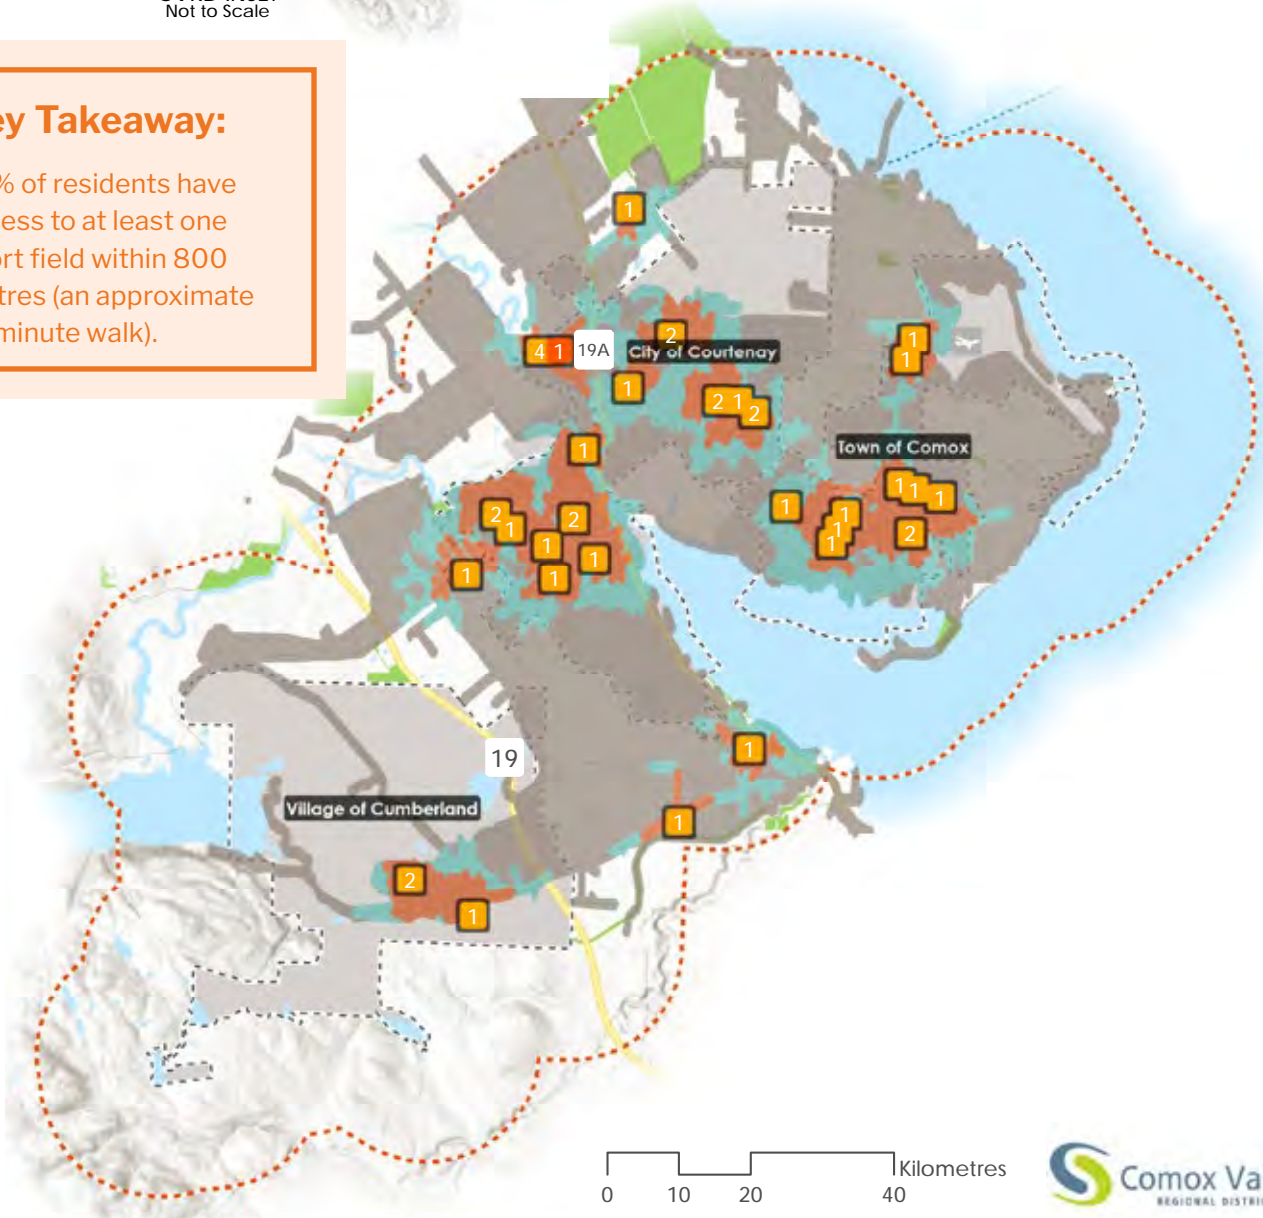 Not to Scale
ey Takeaway:
% of residents have
ess to at least one
ort field within 800
tres (an approximate
minute walk).
1
4 1 19A
2
City of Courtenay
1
1
1
2 1
2
1
Town of Comox
1
1
1
1
1
1
1
2
2
1
2
1
1
1
1
19
1
1
Village of Cumberland
2
1
Kilometres
0 10 20 40
Comox Va